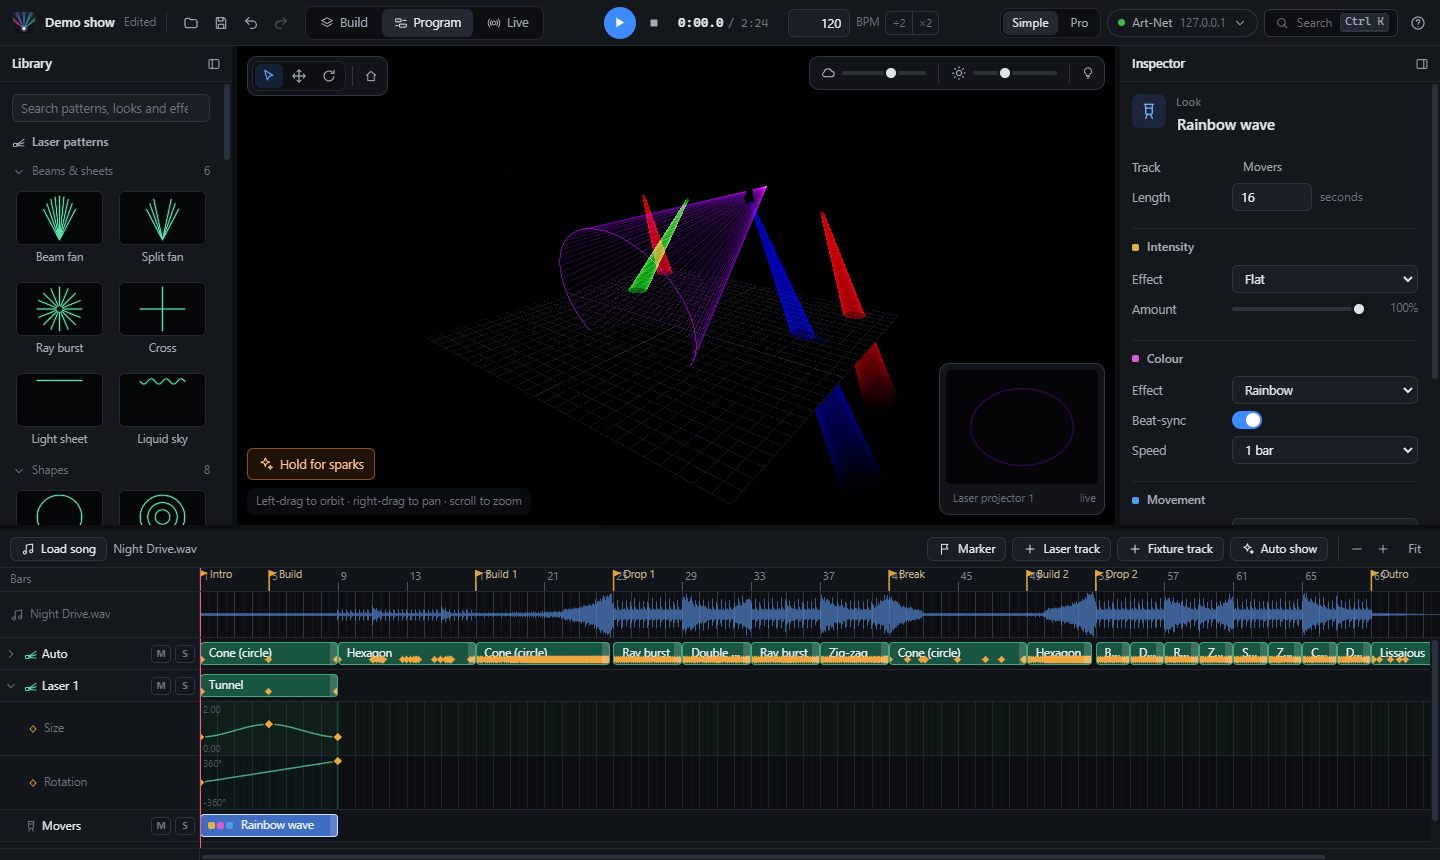 Demo show Edited
Build
Program
Live
0:00.0 / 2:24
120 BPM ÷2 ×2
Simple Pro
Art-Net 127.0.0.1
Search Ctrl K
Library
Search patterns, looks and effe
Laser patterns
Beams & sheets 6
Beam fan
Split fan
Ray burst
Cross
Light sheet
Liquid sky
Shapes 8
Hold for sparks
Left-drag to orbit · right-drag to pan · scroll to zoom
Laser projector 1 live
Inspector
Look
Rainbow wave
Track Movers
Length 16 seconds
Intensity
Effect Flat
Amount 100%
Colour
Effect Rainbow
Beat-sync
Speed 1 bar
Movement
Load song Night Drive.wav
Marker
Laser track
Fixture track
Auto show
Fit
Bars Intro Build 9 13 Build 1 21 Drop 1 29 33 37 Break 45 Build 2 Drop 2 57 61 65 Outro
Night Drive.wav
Auto M S Cone (circle) Hexagon Cone (circle) Ray burst Double ... Ray burst Zig-zag Cone (circle) Hexagon B... D... R... Z... S... Z... C... D... Lissajous
Laser 1 M S Tunnel
2.00
Size
0.00
360°
Rotation
-360°
Movers M S Rainbow wave